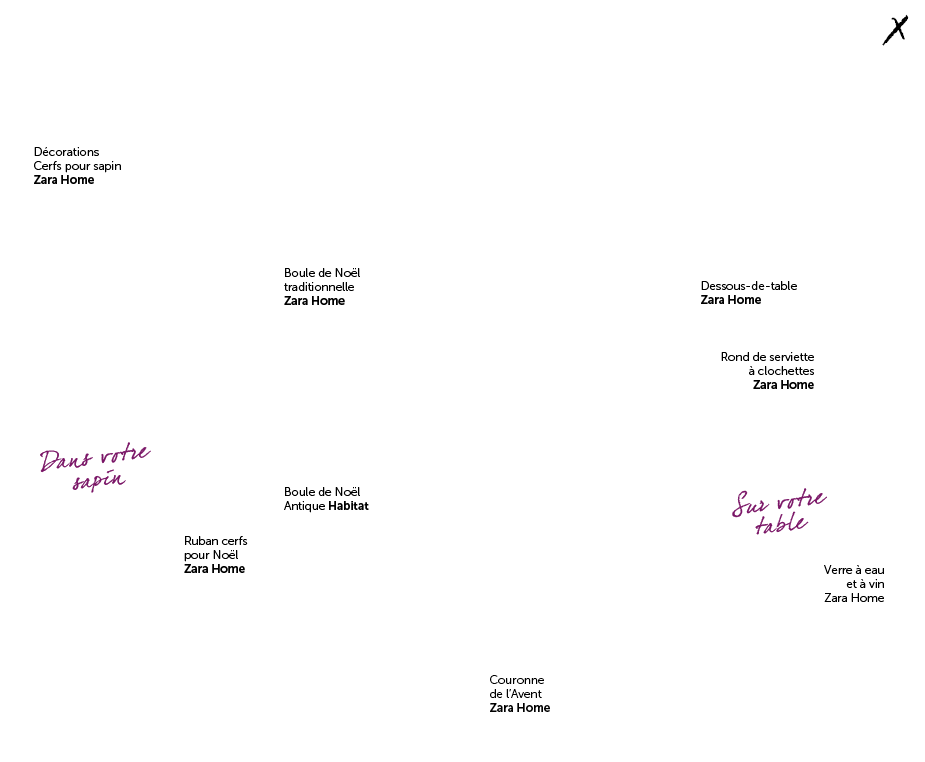 Décorations
Cerfs pour sapin
Zara Home
Boule de Noël
traditionnelle
Zara Home
Dessous-de-table
Zara Home
Rond de serviette
à clochettes
Zara Home
Dans votre
sapin
Boule de Noël
Antique Habitat
Sur votre
table
Ruban cerfs
pour Noël
Zara Home
Verre à eau
et à vin
Zara Home
Couronne
de l’Avent
Zara Home